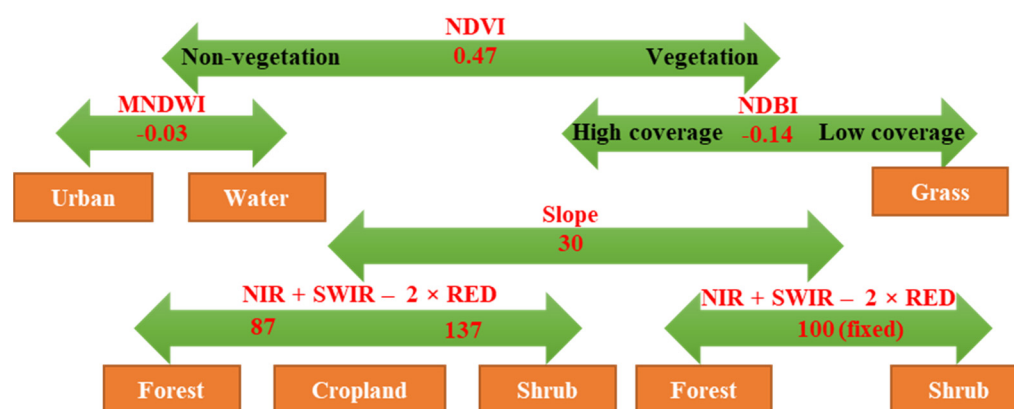 NDVI
Non-vegetation 0.47 Vegetation
MNDWI
-0.03
NDBI
High coverage -0.14 Low coverage
Urban
Water
Grass
Slope
30
NIR + SWIR – 2 × RED
87 137
NIR + SWIR – 2 × RED
100 (fixed)
Forest
Cropland
Shrub
Forest
Shrub